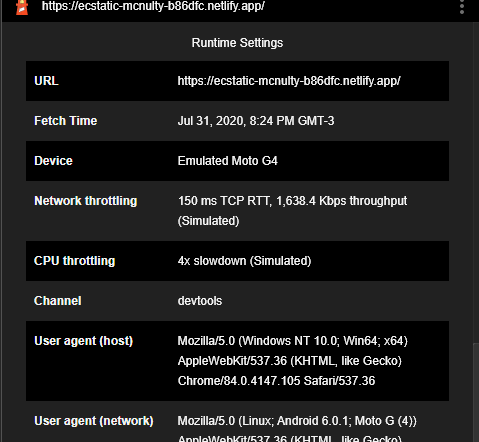 https://ecstatic-mcnulty-b86dfc.netlify.app/
Runtime Settings
URL https://ecstatic-mcnulty-b86dfc.netlify.app/
Fetch Time Jul 31, 2020, 8:24 PM GMT-3
Device Emulated Moto G4
Network throttling 150 ms TCP RTT, 1,638.4 Kbps throughput
(Simulated)
CPU throttling 4x slowdown (Simulated)
Channel devtools
User agent (host) Mozilla/5.0 (Windows NT 10.0; Win64; x64)
AppleWebKit/537.36 (KHTML, like Gecko)
Chrome/84.0.4147.105 Safari/537.36
User agent (network) Mozilla/5.0 (Linux; Android 6.0.1; Moto G (4))
AppleWebKit/537.36 (KHTML, like Gecko)